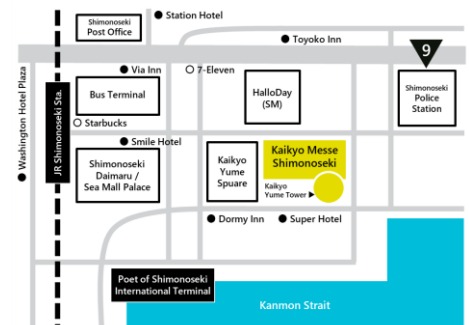 Station Hotel
Shimonoseki
Post Office
Toyoko Inn
9
Via Inn
7-Eleven
Washington Hotel Plaza
JR Shimonoseki Sta.
Bus Terminal
HalloDay
(SM)
Shimonoseki
Police
Station
Starbucks
Smile Hotel
Shimonoseki
Daimaru /
Sea Mall Palace
Kaikyo
Yume
Spuare
Kaikyo Messe
Shimonoseki
Kaikyo
Yume Tower
Dormy Inn
Super Hotel
Poet of Shimonoseki
International Terminal
Kanmon Strait